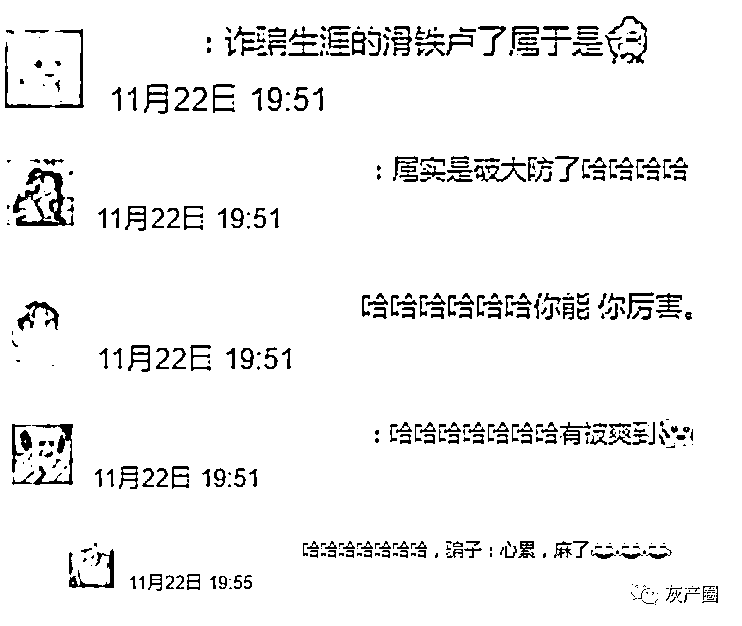 ：诈骗生涯的滑铁卢了属于是
11月22日 19:51
：属实是破大防了哈哈哈哈
11月22日 19:51
哈哈哈哈哈哈你能 你厉害。
11月22日 19:51
：哈哈哈哈哈哈哈有被爽到
11月22日 19:51
哈哈哈哈哈哈哈，骗子：心累，麻了
11月22日 19:55
灰产圈